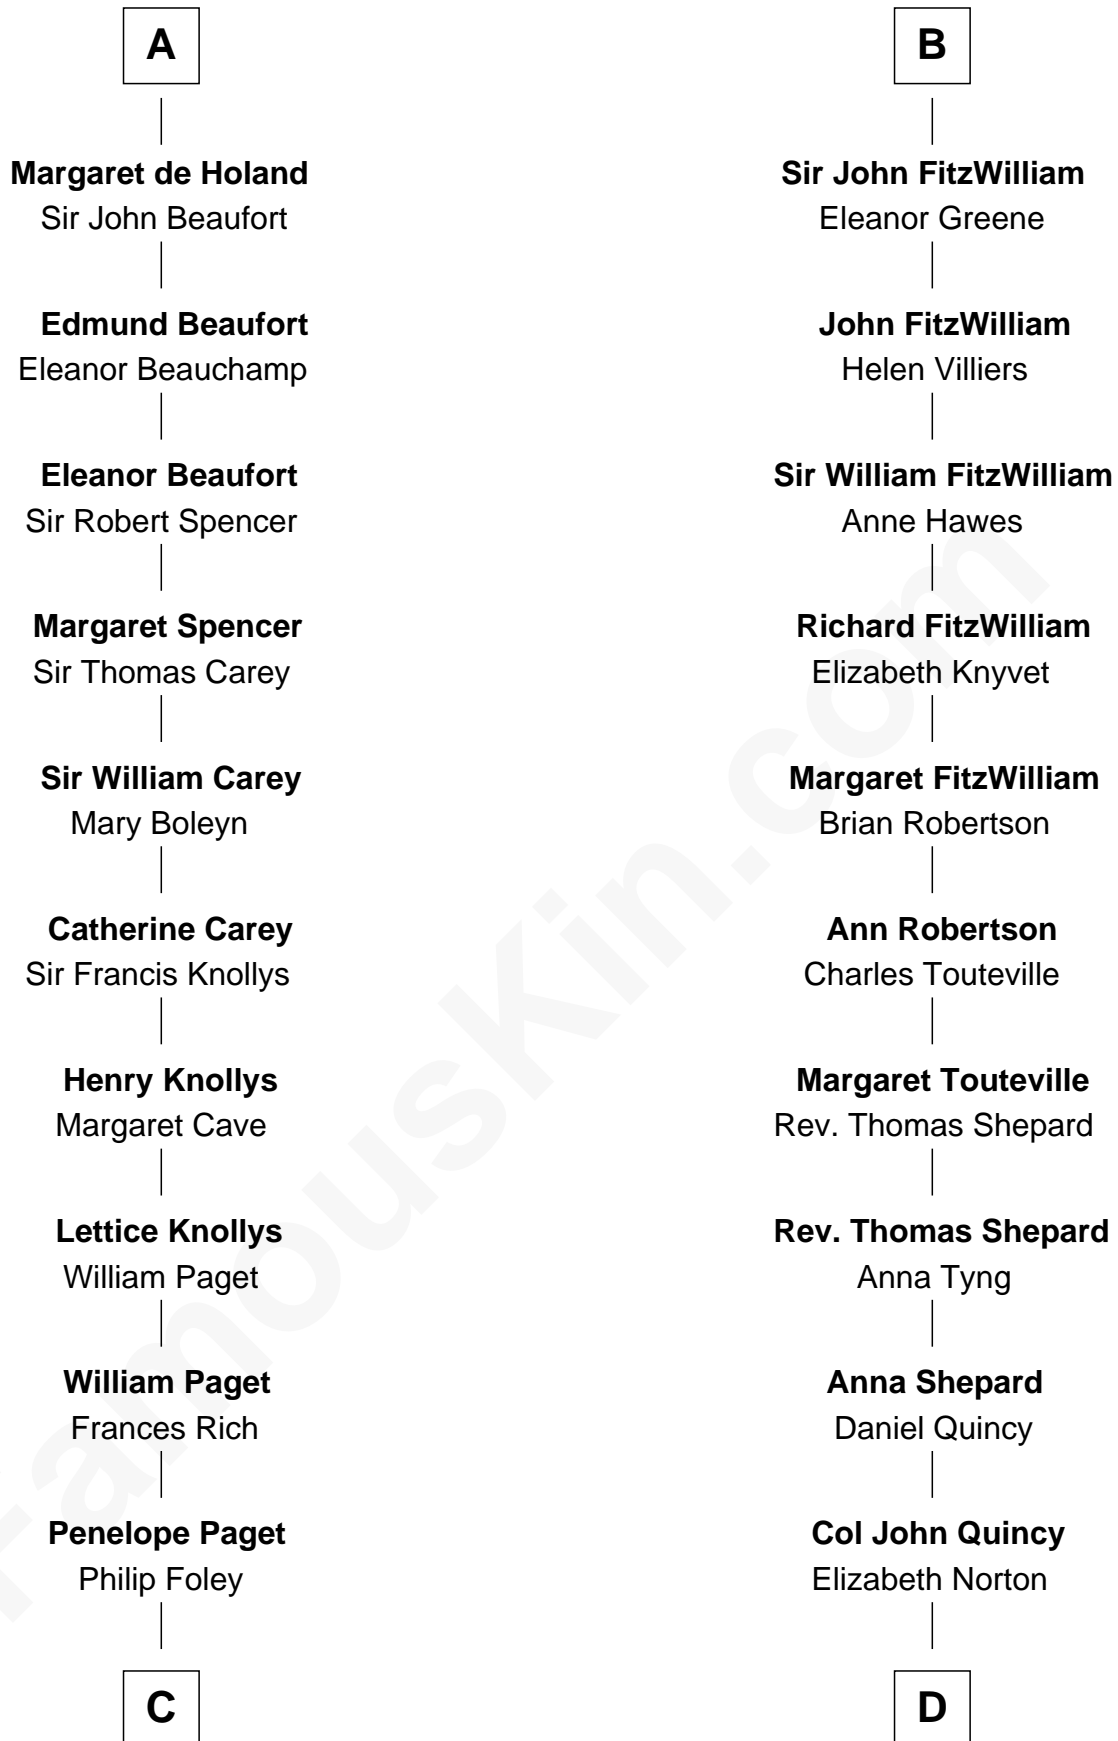 A
Margaret de Holand
Sir John Beaufort
Edmund Beaufort
Eleanor Beauchamp
Eleanor Beaufort
Sir Robert Spencer
Margaret Spencer
Sir Thomas Carey
Sir William Carey
Mary Boleyn
Catherine Carey
Sir Francis Knollys
Henry Knollys
Margaret Cave
Lettice Knollys
William Paget
William Paget
Frances Rich
Penelope Paget
Philip Foley
C
B
Sir John FitzWilliam
Eleanor Greene
John FitzWilliam
Helen Villiers
Sir William FitzWilliam
Anne Hawes
Richard FitzWilliam
Elizabeth Knyvet
Margaret FitzWilliam
Brian Robertson
Ann Robertson
Charles Touteville
Margaret Touteville
Rev. Thomas Shepard
Rev. Thomas Shepard
Anna Tyng
Anna Shepard
Daniel Quincy
Col John Quincy
Elizabeth Norton
D
FamousKin.com